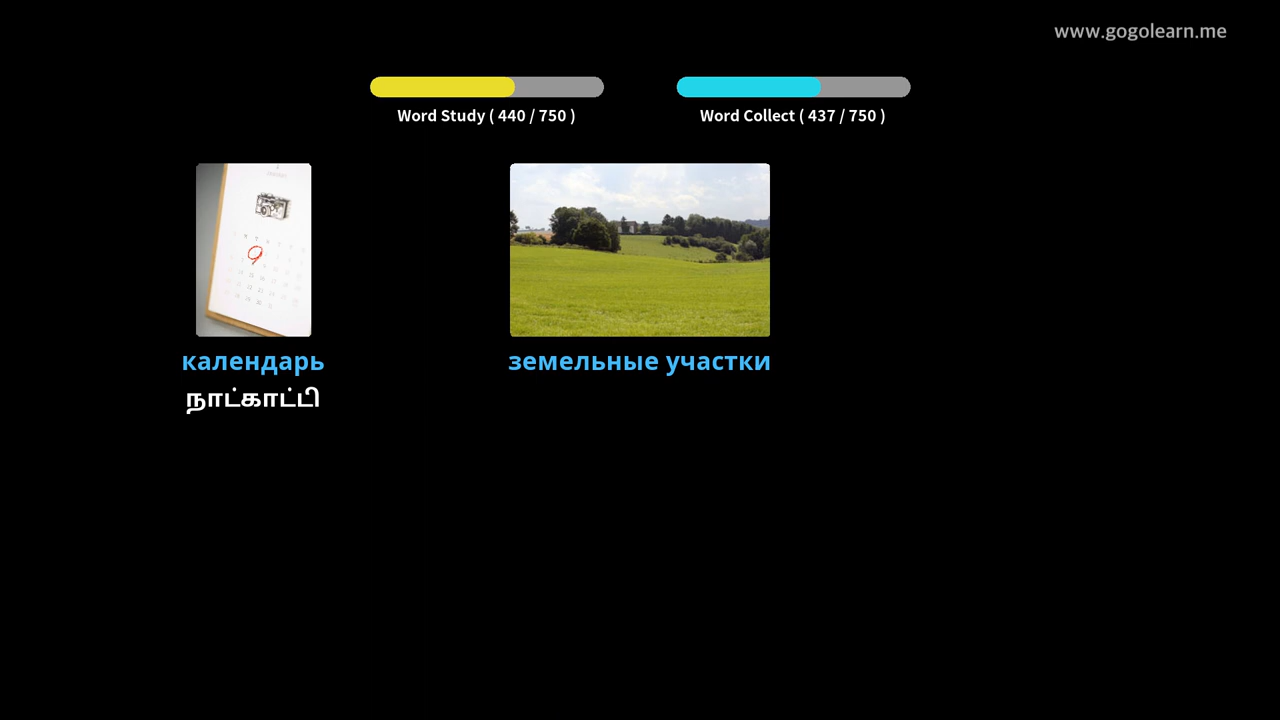 www.gogolearn.me
Word Study ( 440 / 750 )
Word Collect ( 437 / 750 )
календарь
நாட்காட்டி
земельные участки